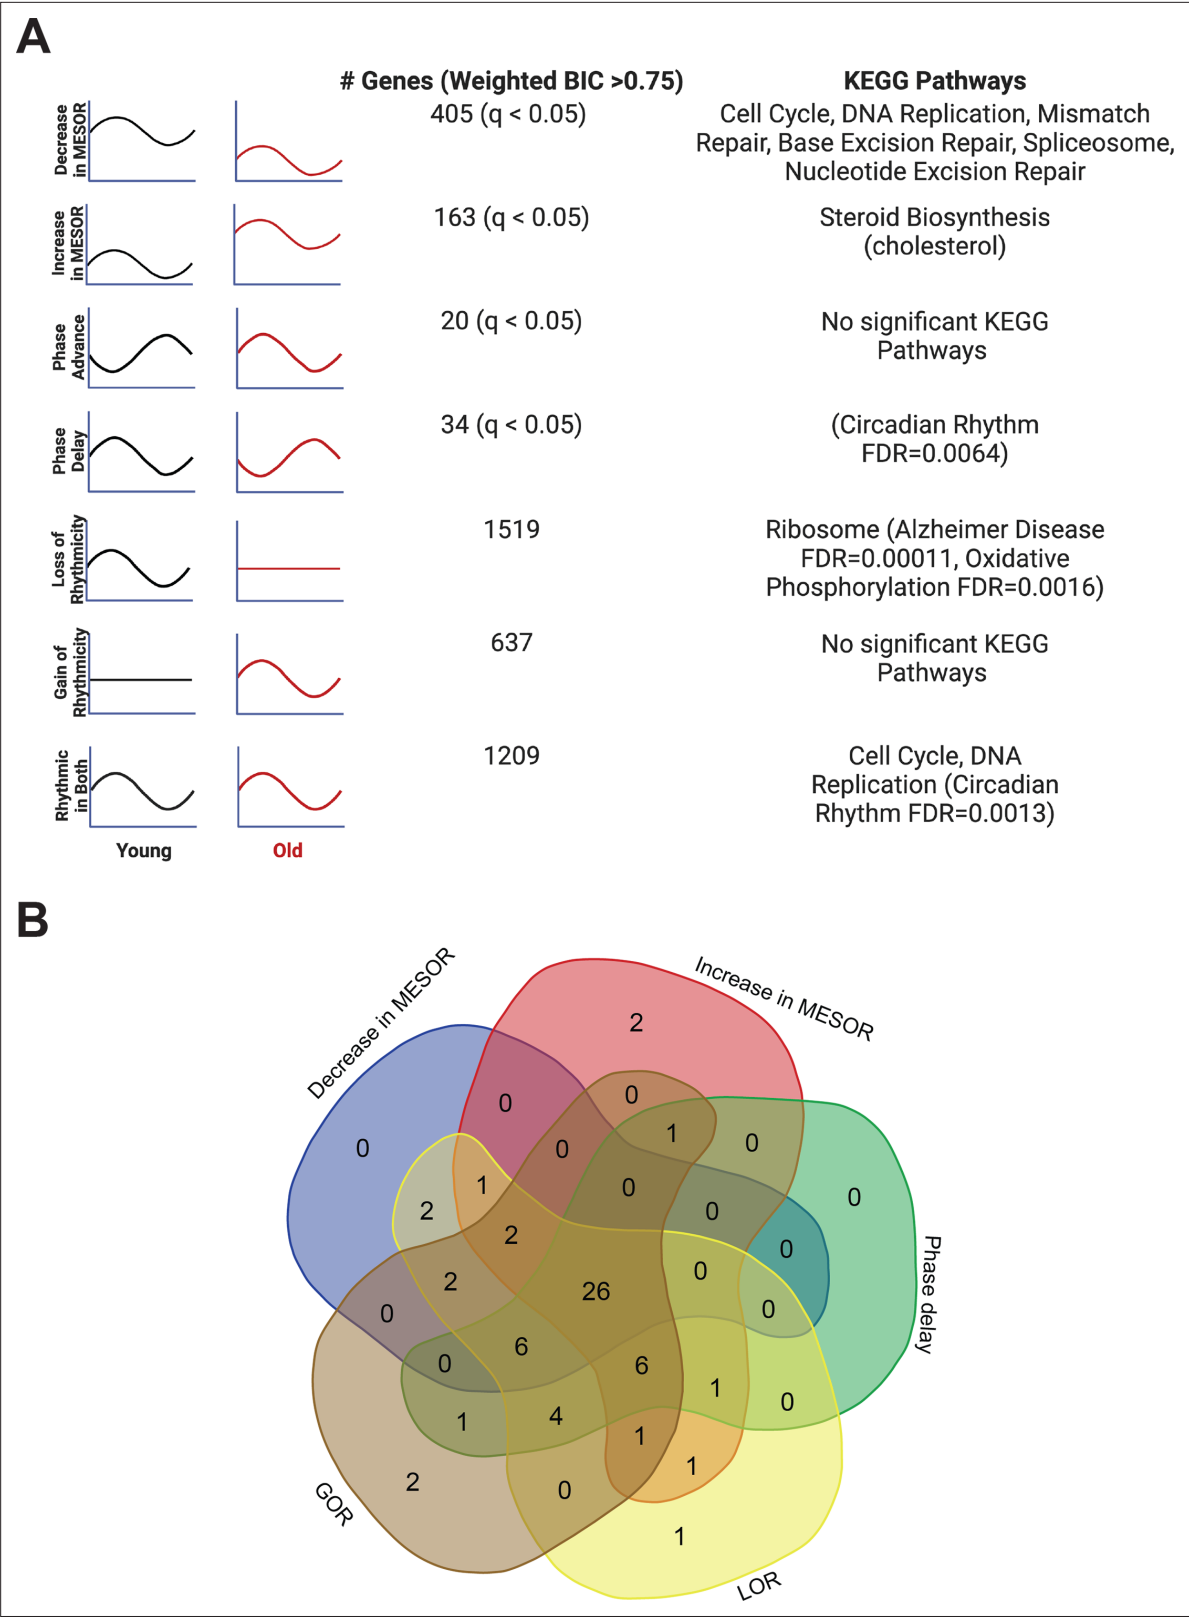 A
# Genes (Weighted BIC >0.75)
KEGG Pathways
Decrease
in MESOR
405 (q < 0.05)
Cell Cycle, DNA Replication, Mismatch
Repair, Base Excision Repair, Spliceosome,
Nucleotide Excision Repair
Increase
in MESOR
163 (q < 0.05)
Steroid Biosynthesis
(cholesterol)
Phase
Advance
20 (q < 0.05)
No significant KEGG
Pathways
Phase
Delay
34 (q < 0.05)
(Circadian Rhythm
FDR=0.0064)
Loss of
Rhythmicity
1519
Ribosome (Alzheimer Disease
FDR=0.00011, Oxidative
Phosphorylation FDR=0.0016)
Gain of
Rhythmicity
637
No significant KEGG
Pathways
Rhythmic
in Both
1209
Cell Cycle, DNA
Replication (Circadian
Rhythm FDR=0.0013)
Young
Old
B
Decrease in MESOR
Increase in MESOR
2
0
0
1
0
0
0
0
1
0
0
2
0
2
0
2
0
26
0
0
6
0
6
1
0
1
4
1
1
2
0
1
GOR
LOR
Phase delay